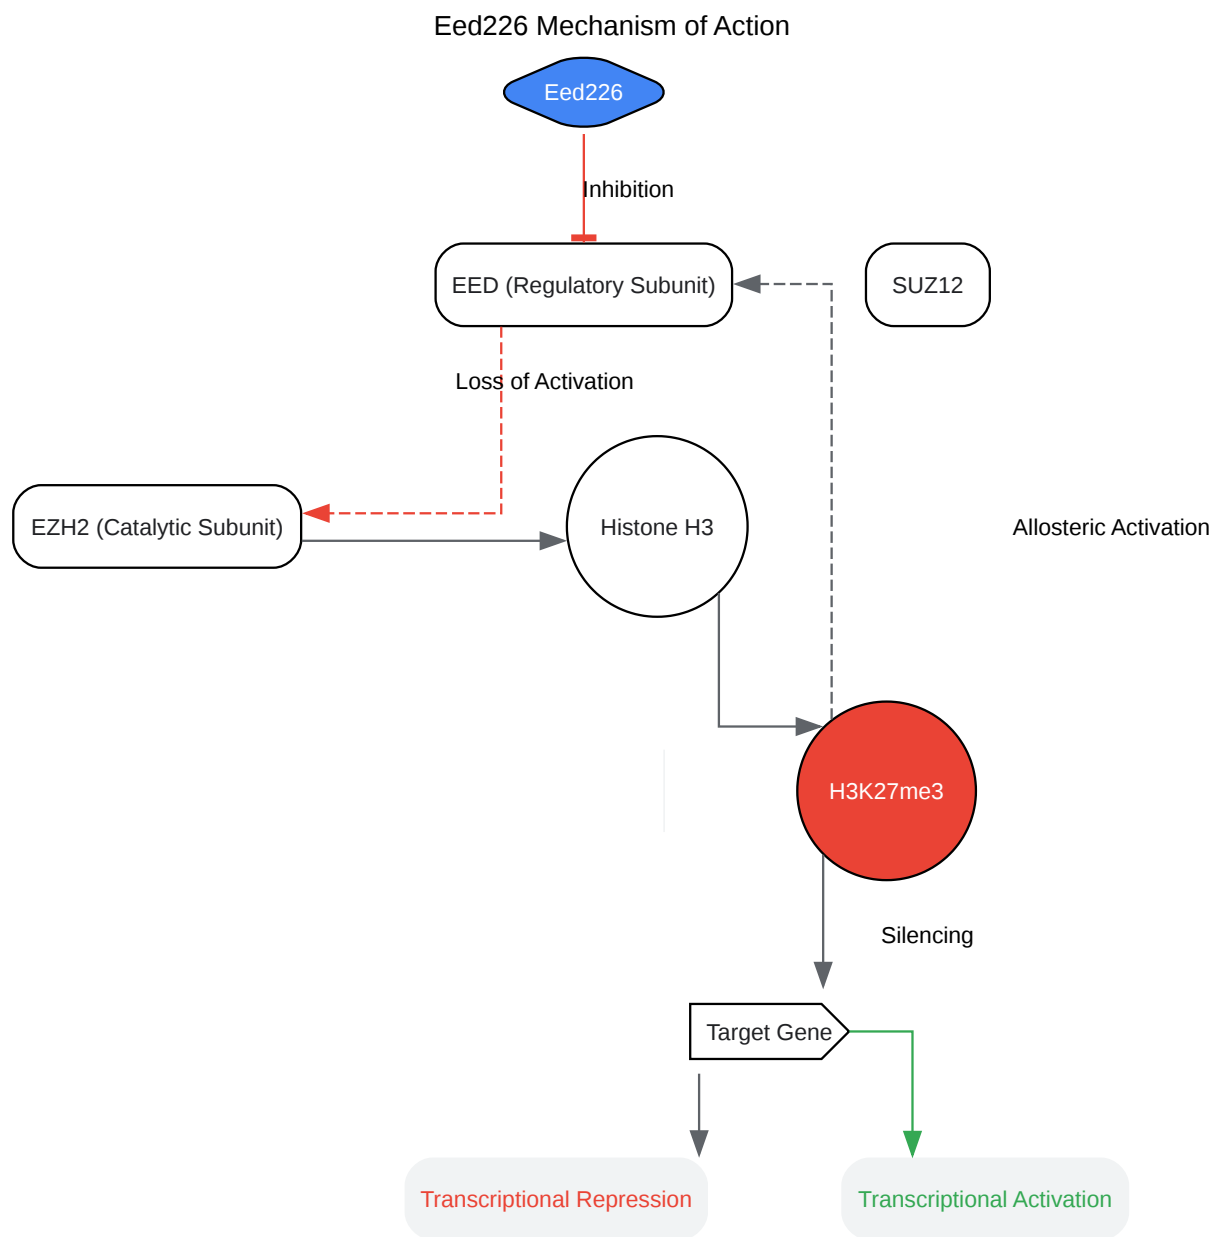 Eed226 Mechanism of Action
Eed226
Inhibition
EED (Regulatory Subunit)
SUZ12
Loss of Activation
EZH2 (Catalytic Subunit)
Histone H3
Allosteric Activation
H3K27me3
Silencing
Target Gene
Transcriptional Repression
Transcriptional Activation